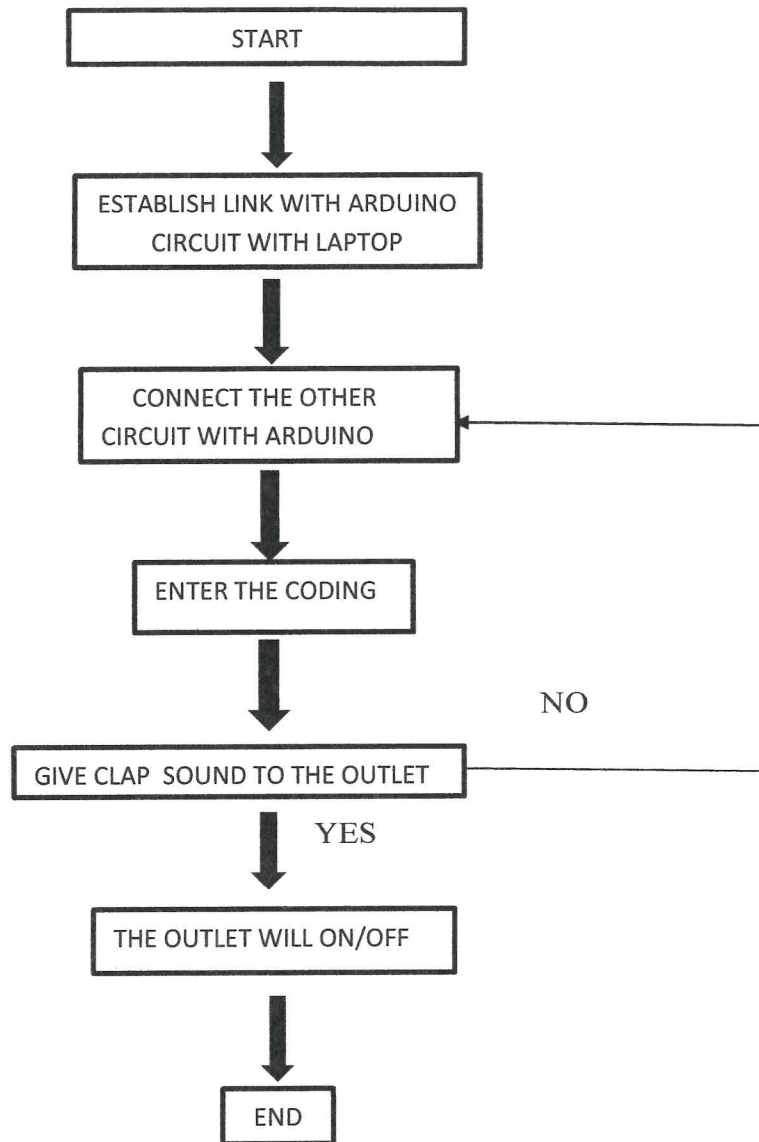 START
ESTABLISH LINK WITH ARDUINO
CIRCUIT WITH LAPTOP
CONNECT THE OTHER
CIRCUIT WITH ARDUINO
ENTER THE CODING
NO
GIVE CLAP SOUND TO THE OUTLET
YES
THE OUTLET WILL ON/OFF
END